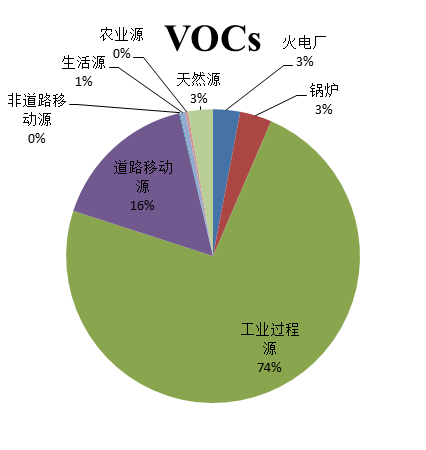 VOCs
火电厂
3%
锅炉
3%
工业过程
源
74%
道路移动
源
16%
非道路移
动源
0%
生活源
1%
农业源
0%
天然源
3%